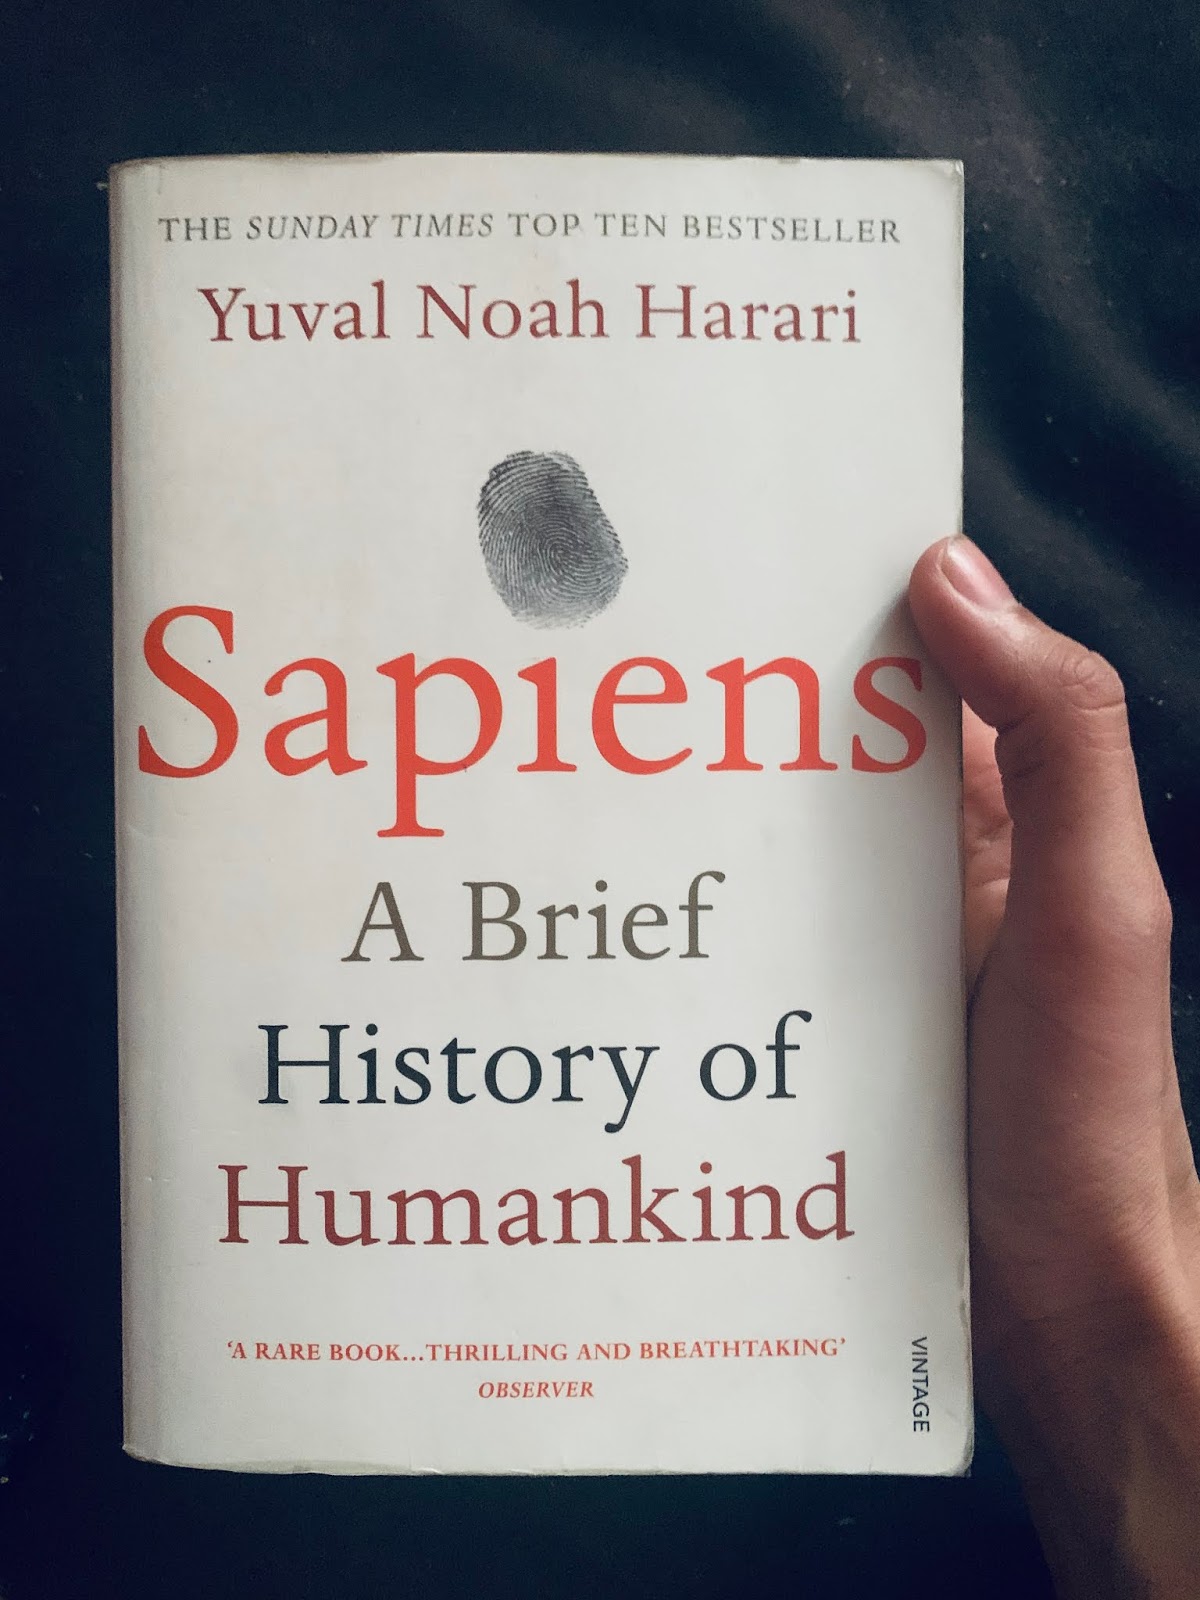 THE SUNDAY TIMES TOP TEN BESTSELLER
Yuval Noah Harari
Sapiens
A Brief
History of
Humankind
‘A RARE BOOK...THRILLING AND BREATHTAKING’
OBSERVER
VINTAGE